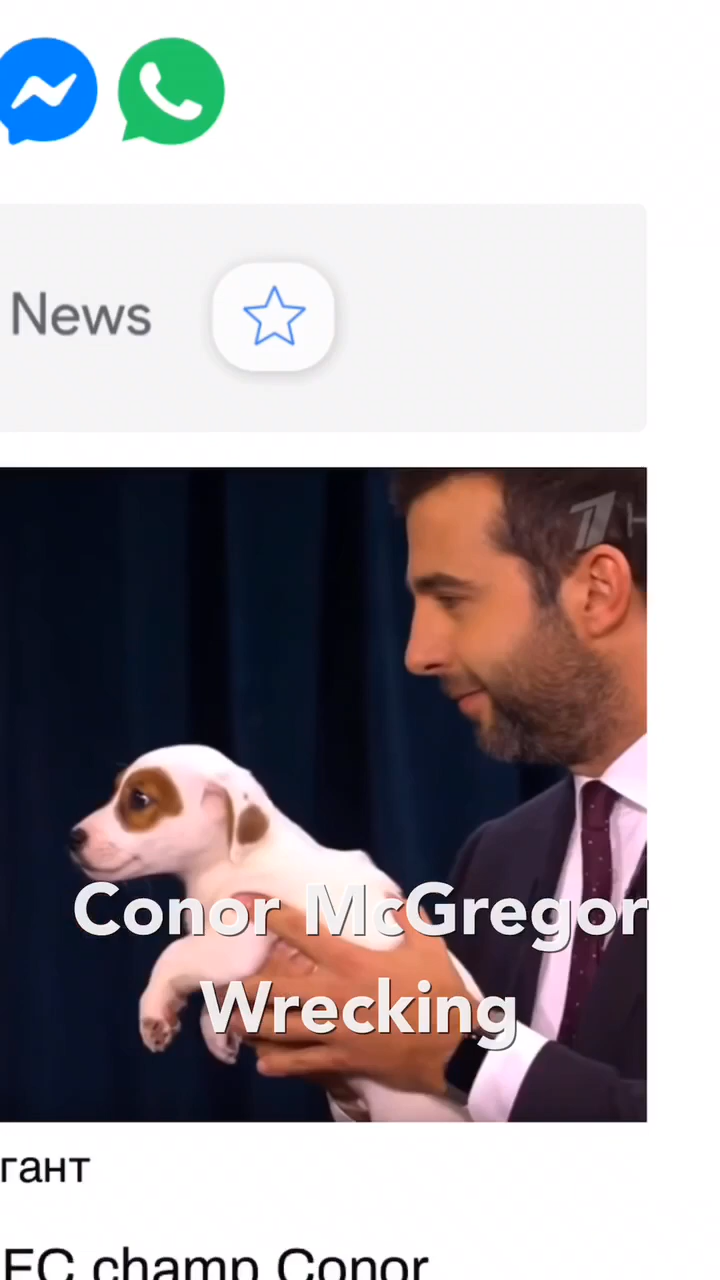 News
Conor McGregor
Wrecking
гант
FC champ Conor